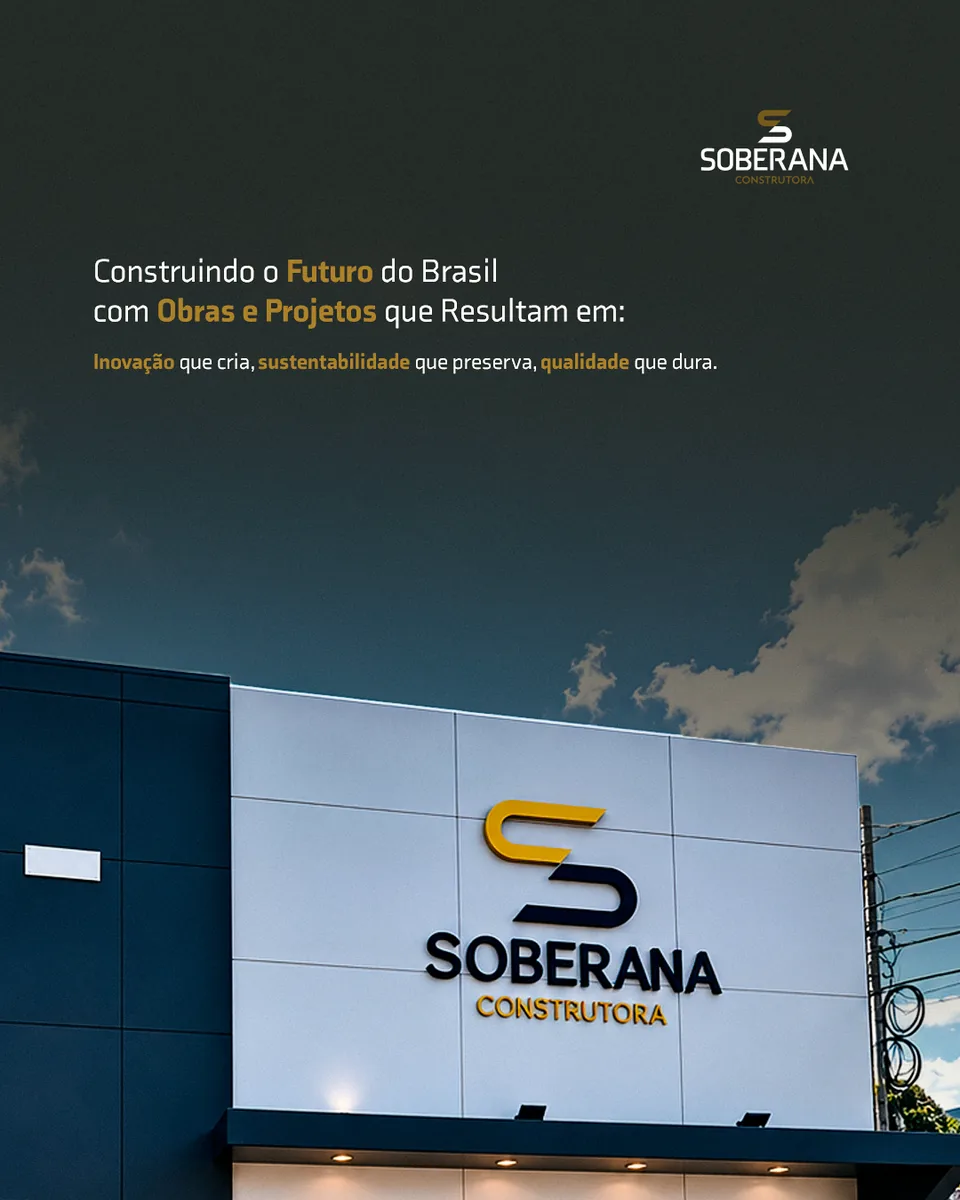 SOBERANA
CONSTRUTORA
Construindo o Futuro do Brasil
com Obras e Projetos que Resultam em:
Inovação que cria, sustentabilidade que preserva, qualidade que dura.
SOBERANA
CONSTRUTORA